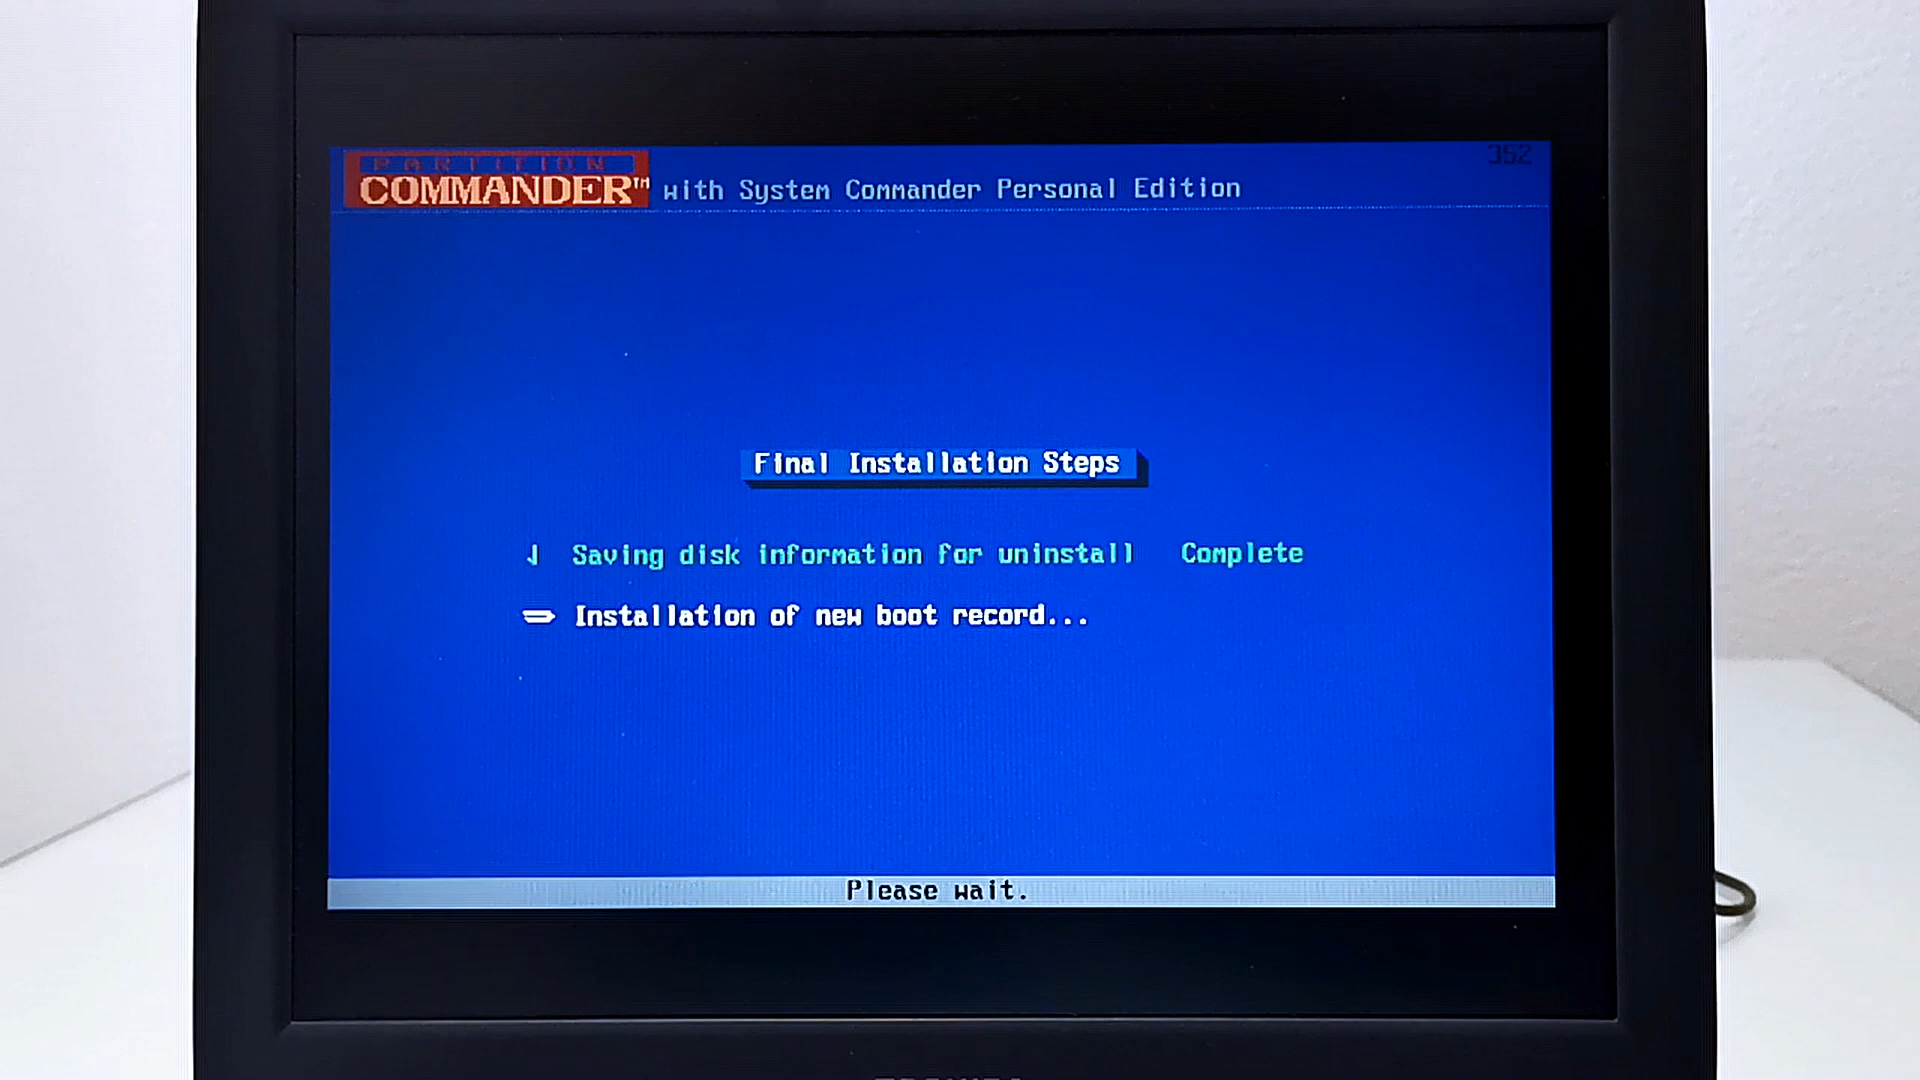 352
PARTITION
COMMANDER™ with System Commander Personal Edition
Final Installation Steps
√ Saving disk information for uninstall Complete
⇒ Installation of new boot record...
Please wait.